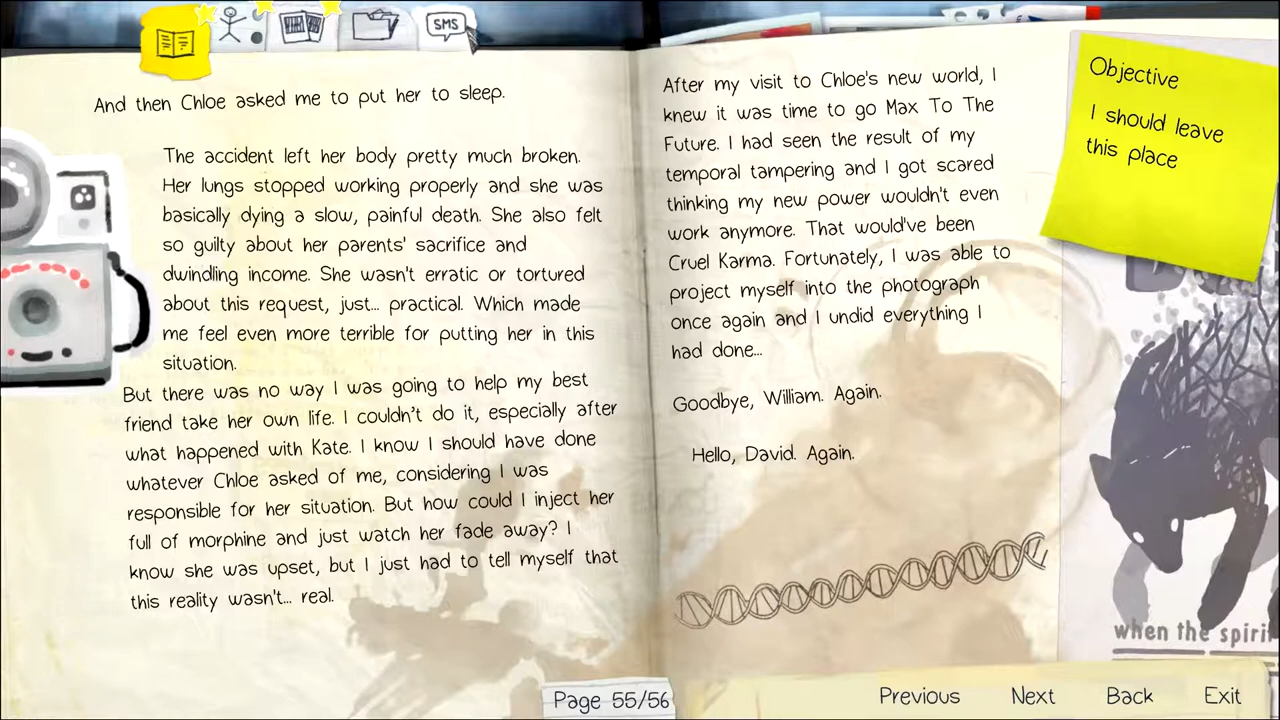 SMS
And then Chloe asked me to put her to sleep.
The accident left her body pretty much broken.
Her lungs stopped working properly and she was
basically dying a slow, painful death. She also felt
so guilty about her parents' sacrifice and
dwindling income. She wasn't erratic or tortured
about this request, just... practical. Which made
me feel even more terrible for putting her in this
situation.
But there was no way I was going to help my best
friend take her own life. I couldn't do it, especially after
what happened with Kate. I know I should have done
whatever Chloe asked of me, considering I was
responsible for her situation. But how could I inject her
full of morphine and just watch her fade away? I
know she was upset, but I just had to tell myself that
this reality wasn't... real.
After my visit to Chloe's new world, I
knew it was time to go Max To The
Future. I had seen the result of my
temporal tampering and I got scared
thinking my new power wouldn't even
work anymore. That would've been
Cruel Karma. Fortunately, I was able to
project myself into the photograph
once again and I undid everything I
had done...
Goodbye, William. Again.
Hello, David. Again.
Objective
I should leave
this place
when the spiri
Page 55/56
Previous Next Back Exit